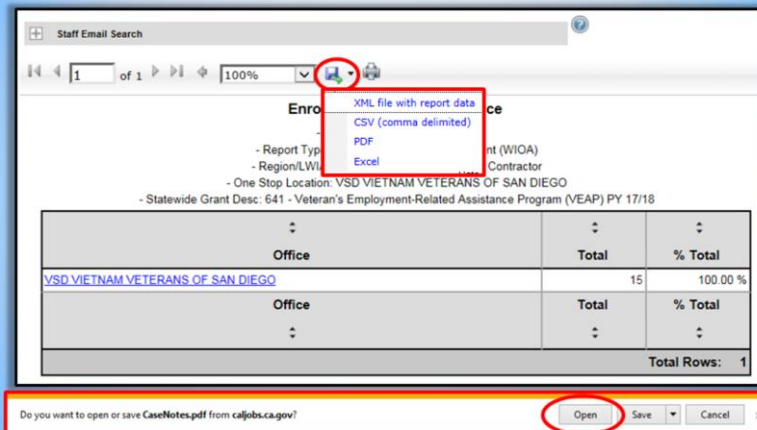 Staff Email Search
1 of 1 100%
XML file with report data
CSV (comma delimited)
PDF
Excel
Enro ce
- Report Typ nt (WIOA)
- Region/LWI Contractor
- One Stop Location: VSD VIETNAM VETERANS OF SAN DIEGO
- Statewide Grant Desc: 641 - Veteran's Employment-Related Assistance Program (VEAP) PY 17/18
Office Total % Total
VSD VIETNAM VETERANS OF SAN DIEGO 15 100.00 %
Office Total % Total
Total Rows: 1
Do you want to open or save CaseNotes.pdf from caljobs.ca.gov? Open Save Cancel